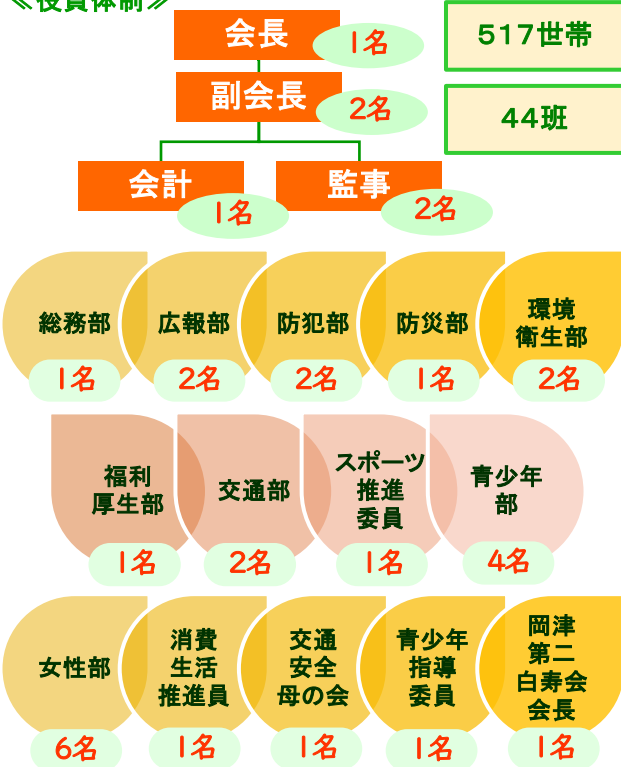 ≪役員体制≫
会長
1名
517世帯
副会長
2名
44班
会計
1名
監事
2名
総務部
1名
広報部
2名
防犯部
2名
防災部
1名
環境
衛生部
2名
福利
厚生部
1名
交通部
2名
スポーツ
推進
委員
1名
青少年
部
4名
女性部
6名
消費
生活
推進員
1名
交通
安全
母の会
1名
青少年
指導
委員
1名
岡津
第二
白寿会
会長
1名